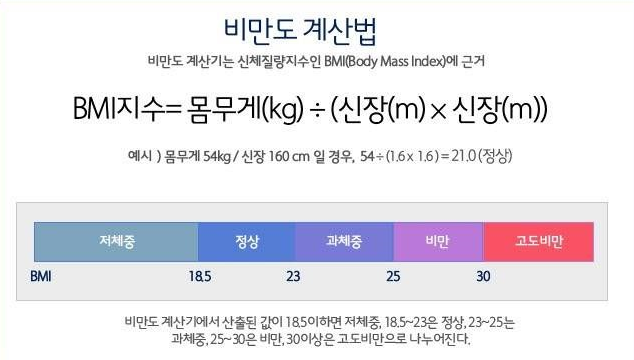 비만도 계산법
비만도 계산기는 신체질량지수인 BMI(Body Mass Index)에 근거
BMI지수= 몸무게(kg) ÷ (신장(m) × 신장(m))
예시 ) 몸무게 54kg / 신장 160 cm 일 경우, 54÷(1.6 x 1.6) = 21.0 (정상)
저체중 정상 과체중 비만 고도비만
BMI 18.5 23 25 30
비만도 계산기에서 산출된 값이 18.5이하면 저체중, 18.5~23은 정상, 23~25는
과체중, 25~30은 비만, 30이상은 고도비만으로 나누어진다.